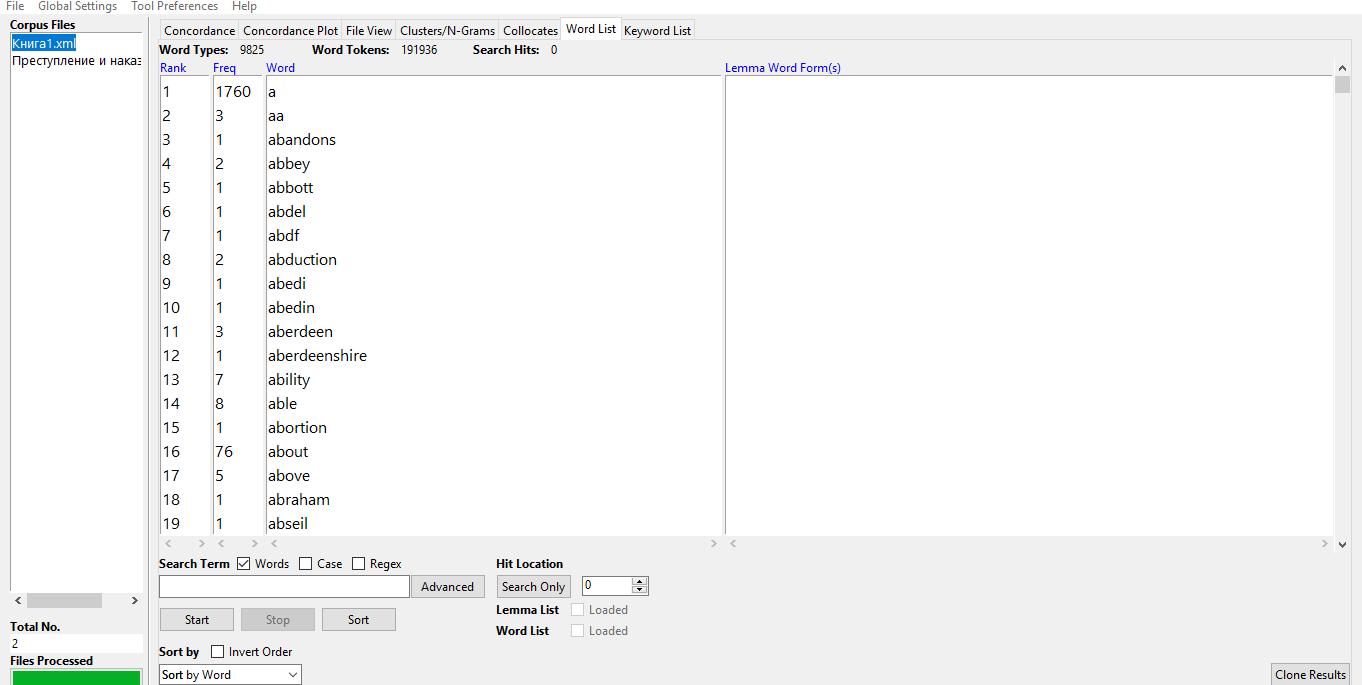 File Global Settings Tool Preferences Help
Corpus Files
Книга1.xml
Преступление и наказ
Total No.
2
Files Processed
Concordance Concordance Plot File View Clusters/N-Grams Collocates Word List Keyword List
Word Types: 9825 Word Tokens: 191936 Search Hits: 0
Rank Freq Word Lemma Word Form(s)
1 1760 a
2 3 aa
3 1 abandons
4 2 abbey
5 1 abbott
6 1 abdel
7 1 abdf
8 2 abduction
9 1 abedi
10 1 abedin
11 3 aberdeen
12 1 aberdeenshire
13 7 ability
14 8 able
15 1 abortion
16 76 about
17 5 above
18 1 abraham
19 1 abseil
Search Term Words Case Regex Hit Location
Advanced Search Only 0
Lemma List Loaded
Start Stop Sort
Word List Loaded
Sort by Invert Order
Sort by Word Clone Results